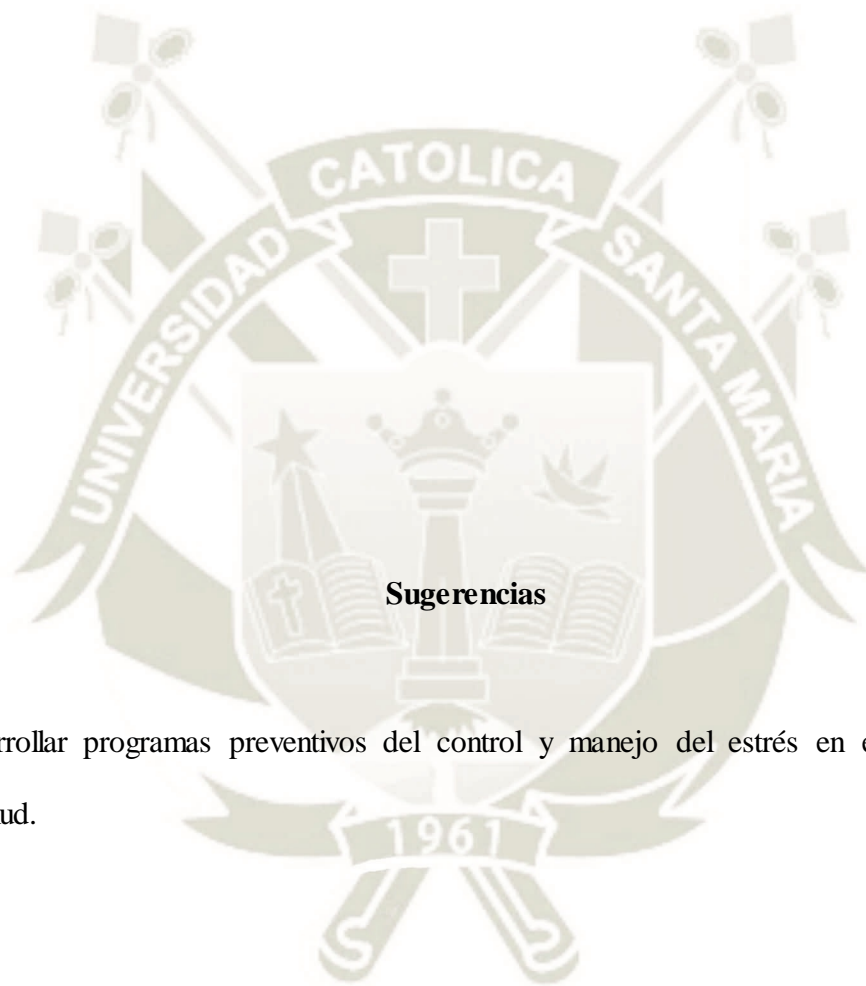 CATOLICA
UNIVERSIDAD
SANTA MARIA
Sugerencias
rrollar programas preventivos del control y manejo del estrés en e
ud.
1961